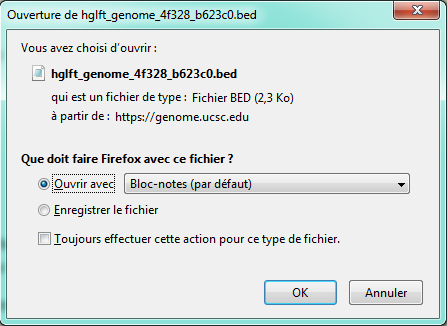 Ouverture de hglft_genome_4f328_b623c0.bed
Vous avez choisi d'ouvrir :
hglft_genome_4f328_b623c0.bed
qui est un fichier de type : Fichier BED (2,3 Ko)
à partir de : https://genome.ucsc.edu
Que doit faire Firefox avec ce fichier ?
Ouvrir avec Bloc-notes (par défaut)
Enregistrer le fichier
Toujours effectuer cette action pour ce type de fichier.
OK Annuler